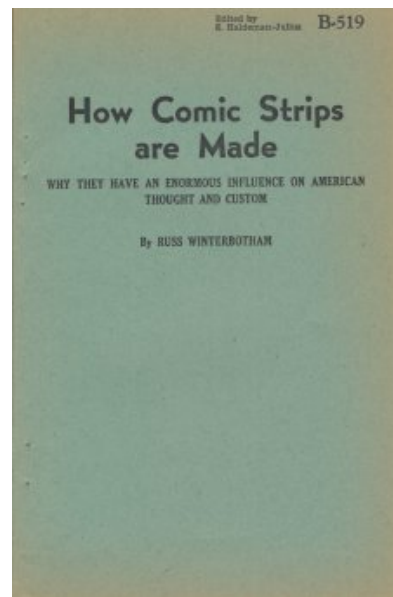 Edited by
E. Haldeman-Julius
B-519
How Comic Strips
are Made
WHY THEY HAVE AN ENORMOUS INFLUENCE ON AMERICAN
THOUGHT AND CUSTOM
By RUSS WINTERBOTHAM